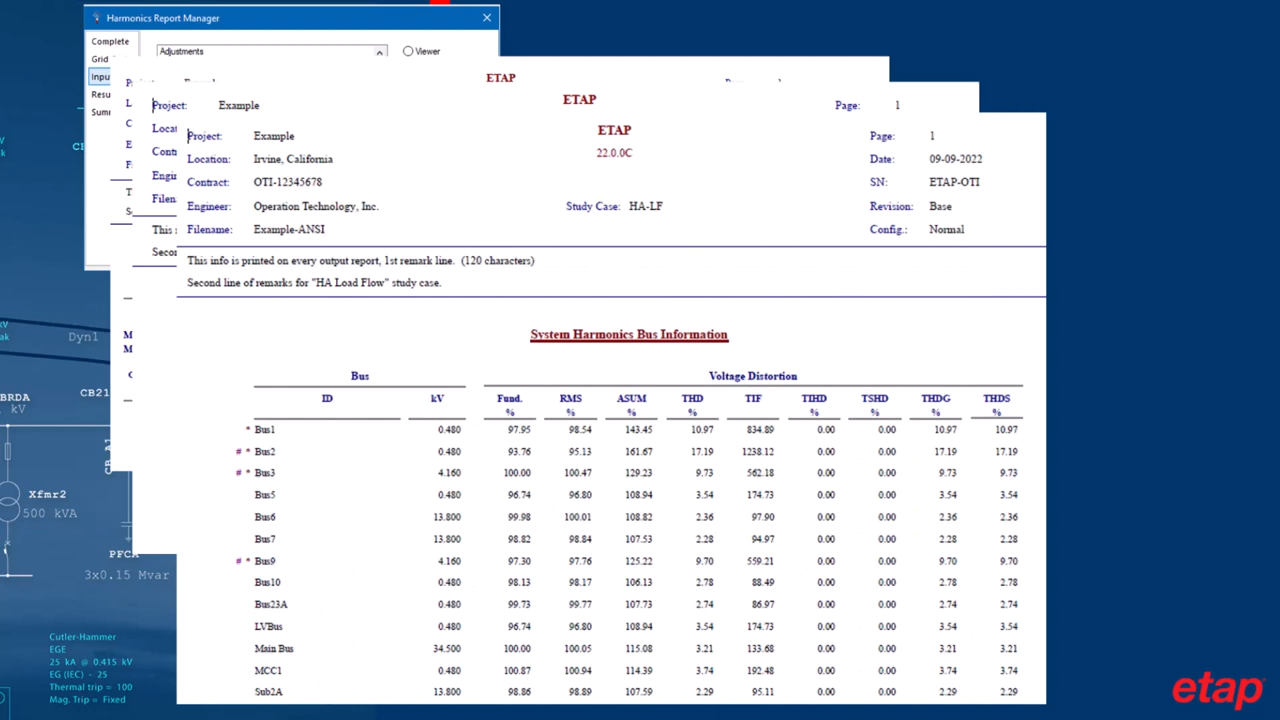 Harmonics Report Manager
Complete
Adjustments
Viewer
Grid
Inpu
Resu
Summ
ETAP
ETAP
Project: Example
Page: 1
Project: Example
ETAP
Page: 1
Location: Irvine, California
22.0.0C
Date: 09-09-2022
Contract: OTI-12345678
SN: ETAP-OTI
Engineer: Operation Technology, Inc.
Study Case: HA-LF
Revision: Base
Filename: Example-ANSI
Config.: Normal
This info is printed on every output report, 1st remark line. (120 characters)
Second line of remarks for "HA Load Flow" study case.
System Harmonics Bus Information
Bus Voltage Distortion
ID kV Fund. RMS ASUM THD TIF TIHD TSHD THDG THDS
% % % % % % % %
* Bus1 0.480 97.95 98.54 143.45 10.97 834.89 0.00 0.00 10.97 10.97
# * Bus2 0.480 93.76 95.13 161.67 17.19 1238.12 0.00 0.00 17.19 17.19
# * Bus3 4.160 100.00 100.47 129.23 9.73 562.18 0.00 0.00 9.73 9.73
Bus5 0.480 96.74 96.80 108.94 3.54 174.73 0.00 0.00 3.54 3.54
Bus6 13.800 99.98 100.01 108.82 2.36 97.90 0.00 0.00 2.36 2.36
Bus7 13.800 98.82 98.84 107.53 2.28 94.97 0.00 0.00 2.28 2.28
# * Bus9 4.160 97.30 97.76 125.22 9.70 559.21 0.00 0.00 9.70 9.70
Bus10 0.480 98.13 98.17 106.13 2.78 88.49 0.00 0.00 2.78 2.78
Bus23A 0.480 99.73 99.77 107.73 2.74 86.97 0.00 0.00 2.74 2.74
LVBus 0.480 96.74 96.80 108.94 3.54 174.73 0.00 0.00 3.54 3.54
Main Bus 34.500 100.00 100.05 115.08 3.21 133.68 0.00 0.00 3.21 3.21
MCC1 0.480 100.87 100.94 114.39 3.74 192.48 0.00 0.00 3.74 3.74
Sub2A 13.800 98.86 98.89 107.59 2.29 95.11 0.00 0.00 2.29 2.29
Dyn1
CB21
BRDA
kV
Xfmr2
500 kVA
PFCA
3x0.15 Mvar
Cutler-Hammer
EGE
25 kA @ 0.415 kV
EG (IEC) - 25
Thermal trip = 100
Mag. Trip = Fixed
etap